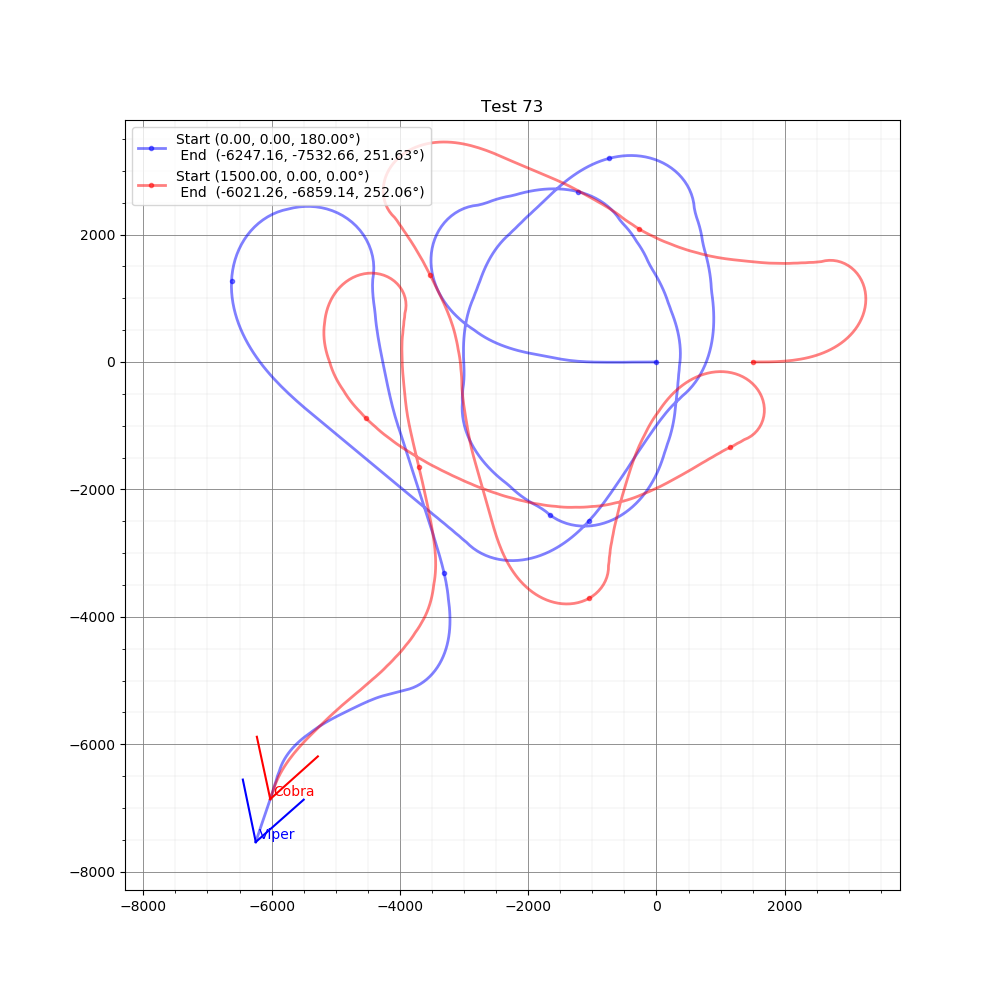 Test 73
Start (0.00, 0.00, 180.00°)
End (-6247.16, -7532.66, 251.63°)
Start (1500.00, 0.00, 0.00°)
End (-6021.26, -6859.14, 252.06°)
2000
0
−2000
−4000
−6000
−8000
Cobra
Viper
−8000 −6000 −4000 −2000 0 2000